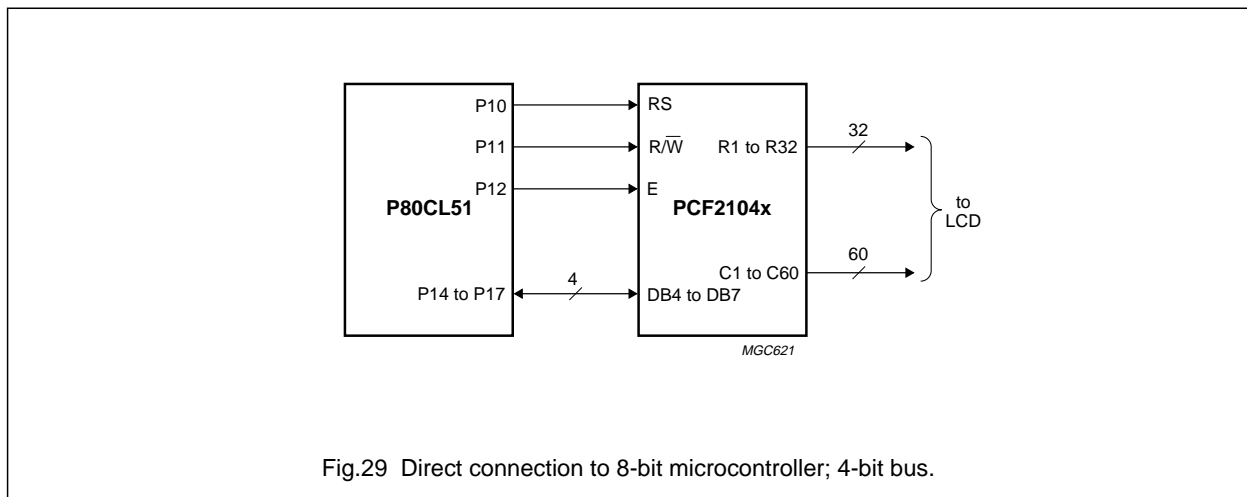 P80CL51
P10
P11
P12
P14 to P17
4
PCF2104x
RS
R/W̅
E
DB4 to DB7
R1 to R32
C1 to C60
32
60
to
LCD
MGC621
Fig.29 Direct connection to 8-bit microcontroller; 4-bit bus.